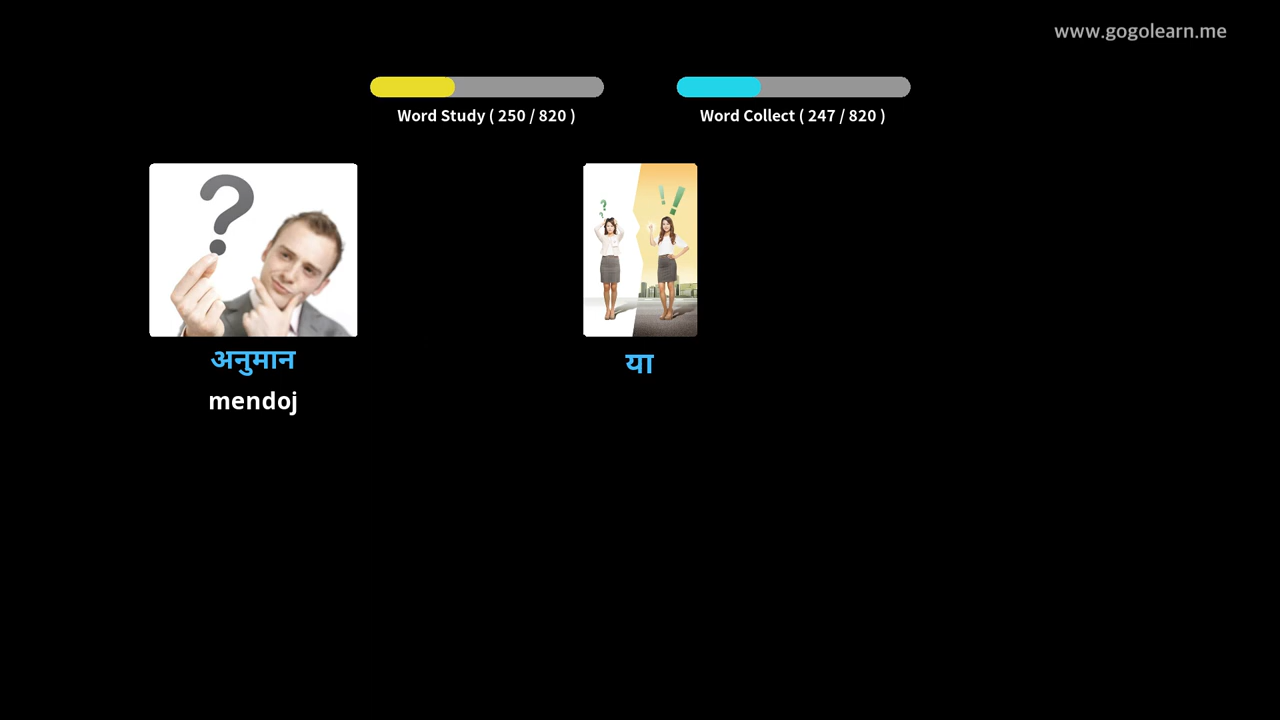 www.gogolearn.me
Word Study ( 250 / 820 )
Word Collect ( 247 / 820 )
अनुमान
mendoj
या